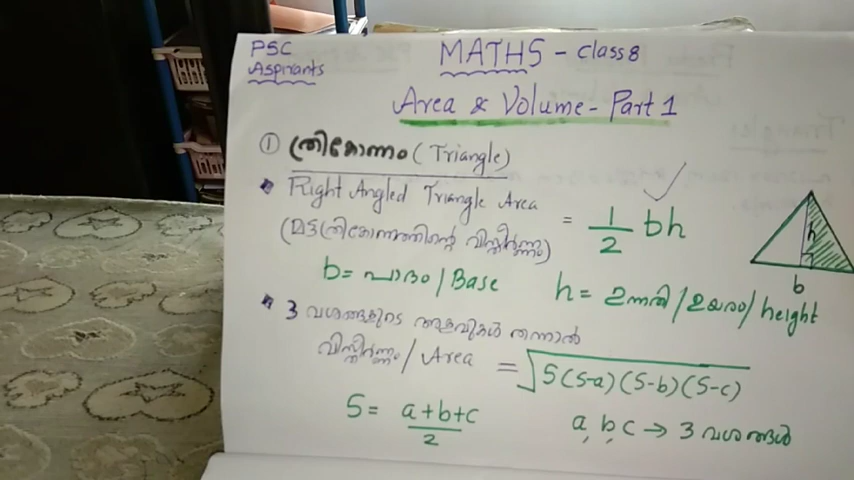 PSC
Aspirants
MATHS - Class 8
Area & Volume - Part 1
① ത്രികോണം (Triangle)
Right Angled Triangle Area
(മട്ടത്രികോണത്തിന്റെ വിസ്തീർണ്ണം)
= 1/2 bh
h
b
b = പാദം / Base
h = ഉന്നതി / ഉയരം / height
3 വശങ്ങളുടെ അളവുകൾ തന്നാൽ
വിസ്തീർണ്ണം / Area = √S(S-a)(S-b)(S-c)
S = a+b+c/2
a, b, c → 3 വശങ്ങൾ